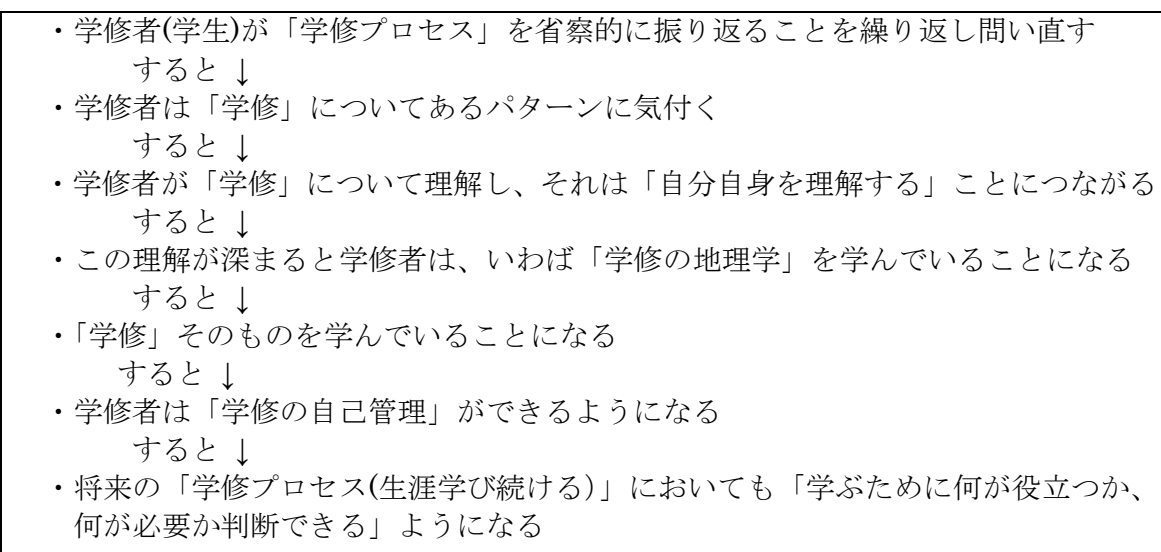 ・学修者(学生)が「学修プロセス」を省察的に振り返ることを繰り返し問い直す
すると ↓
・学修者は「学修」についてあるパターンに気付く
すると ↓
・学修者が「学修」について理解し、それは「自分自身を理解する」ことにつながる
すると ↓
・この理解が深まると学修者は、いわば「学修の地理学」を学んでいることになる
すると ↓
・「学修」そのものを学んでいることになる
すると ↓
・学修者は「学修の自己管理」ができるようになる
すると ↓
・将来の「学修プロセス(生涯学び続ける)」においても「学ぶために何が役立つか、
何が必要か判断できる」ようになる